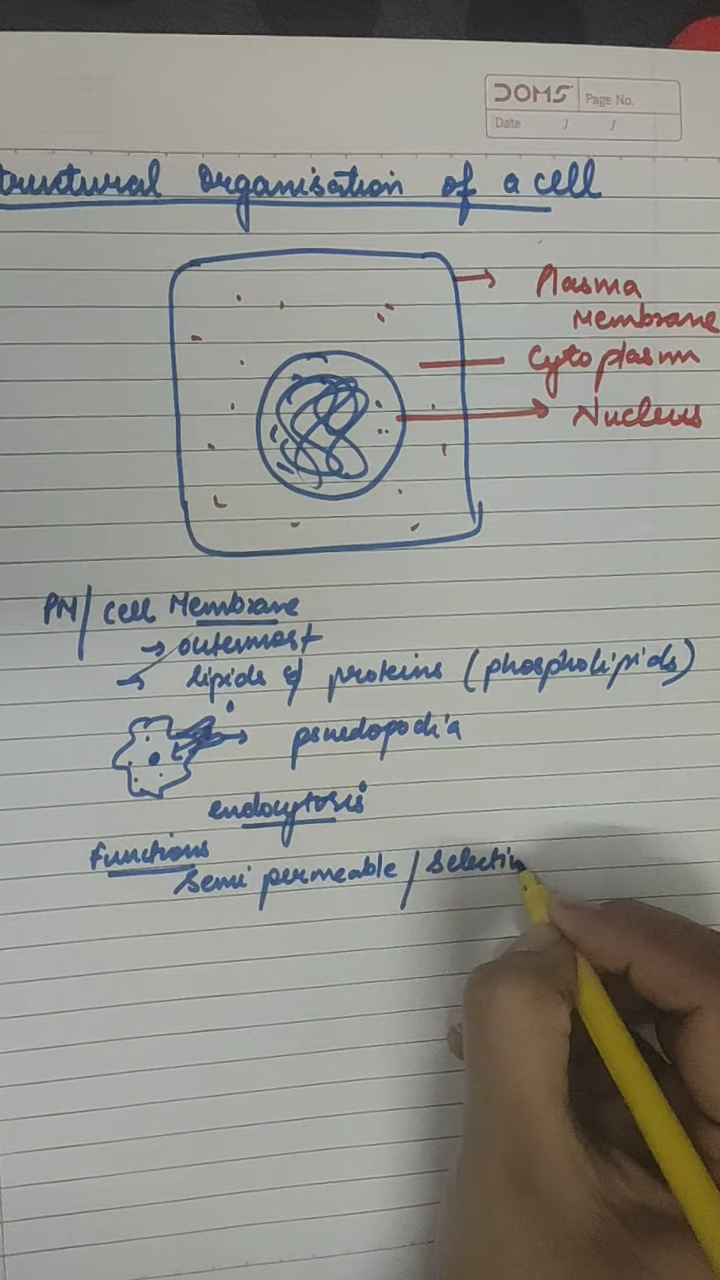 DOMS Page No.
Date / /
tructural Organisation of a cell
Plasma
Membrane
Cytoplasm
Nucleus
PM/ Cell Membrane
→ outermost
lipids & proteins (phospholipids)
→ psuedopodia
endocytosis
functions
Semi permeable / selectiv